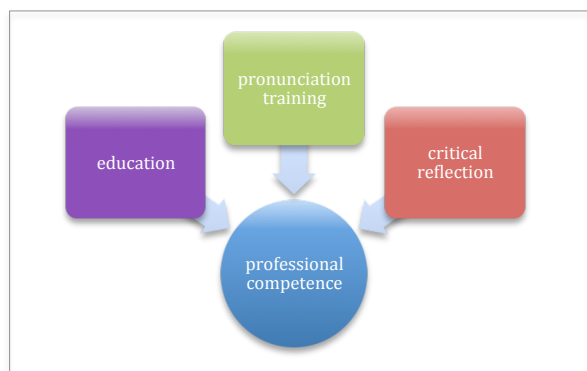 pronunciation
training
education
critical
reflection
professional
competence